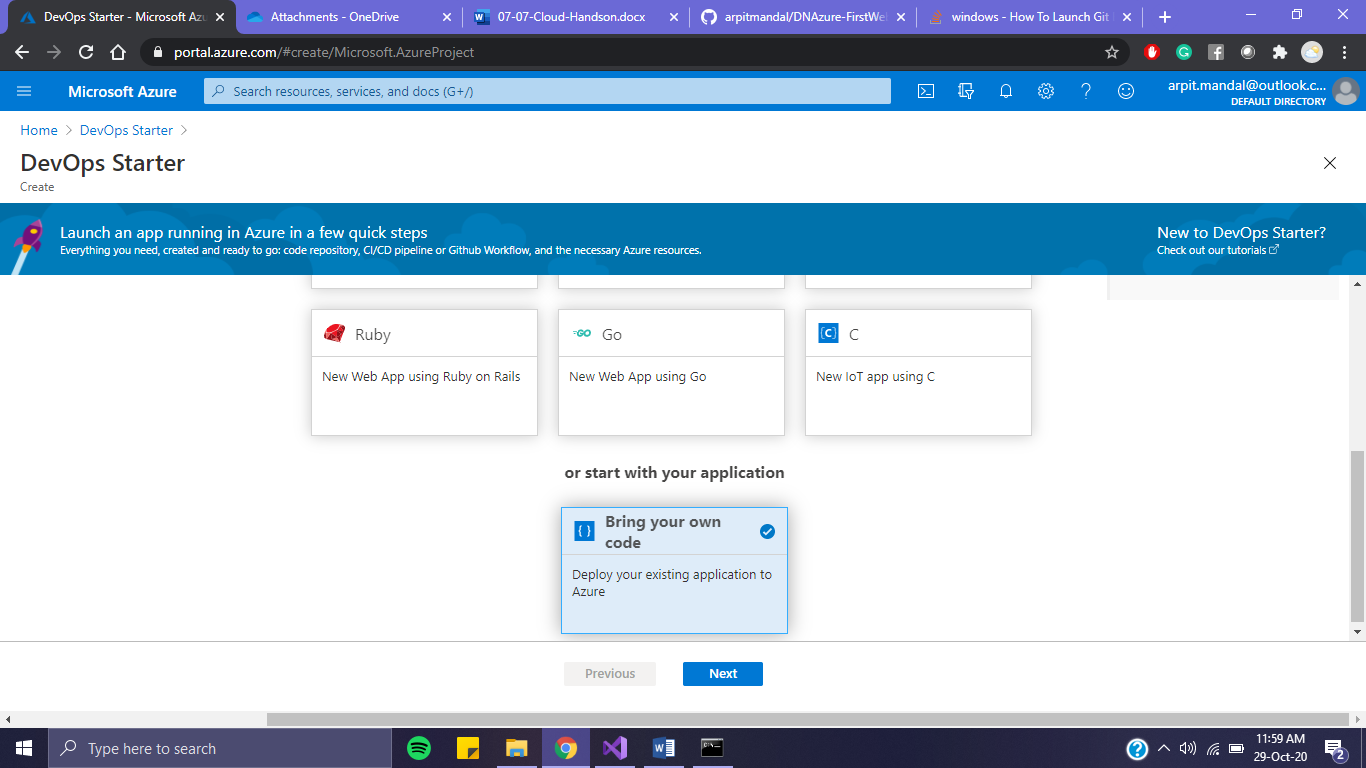 DevOps Starter - Microsoft Azu
Attachments - OneDrive
07-07-Cloud-Handson.docx
arpitmandal/DNAzure-FirstWe
windows - How To Launch Git
portal.azure.com/#create/Microsoft.AzureProject
Microsoft Azure
Search resources, services, and docs (G+/)
arpit.mandal@outlook.c...
DEFAULT DIRECTORY
Home > DevOps Starter >
DevOps Starter
Create
Launch an app running in Azure in a few quick steps
Everything you need, created and ready to go: code repository, CI/CD pipeline or Github Workflow, and the necessary Azure resources.
New to DevOps Starter?
Check out our tutorials
Ruby
New Web App using Ruby on Rails
GO Go
New Web App using Go
C C
New IoT app using C
or start with your application
{} Bring your own
code
Deploy your existing application to
Azure
Previous
Next
Type here to search
11:59 AM
29-Oct-20
2